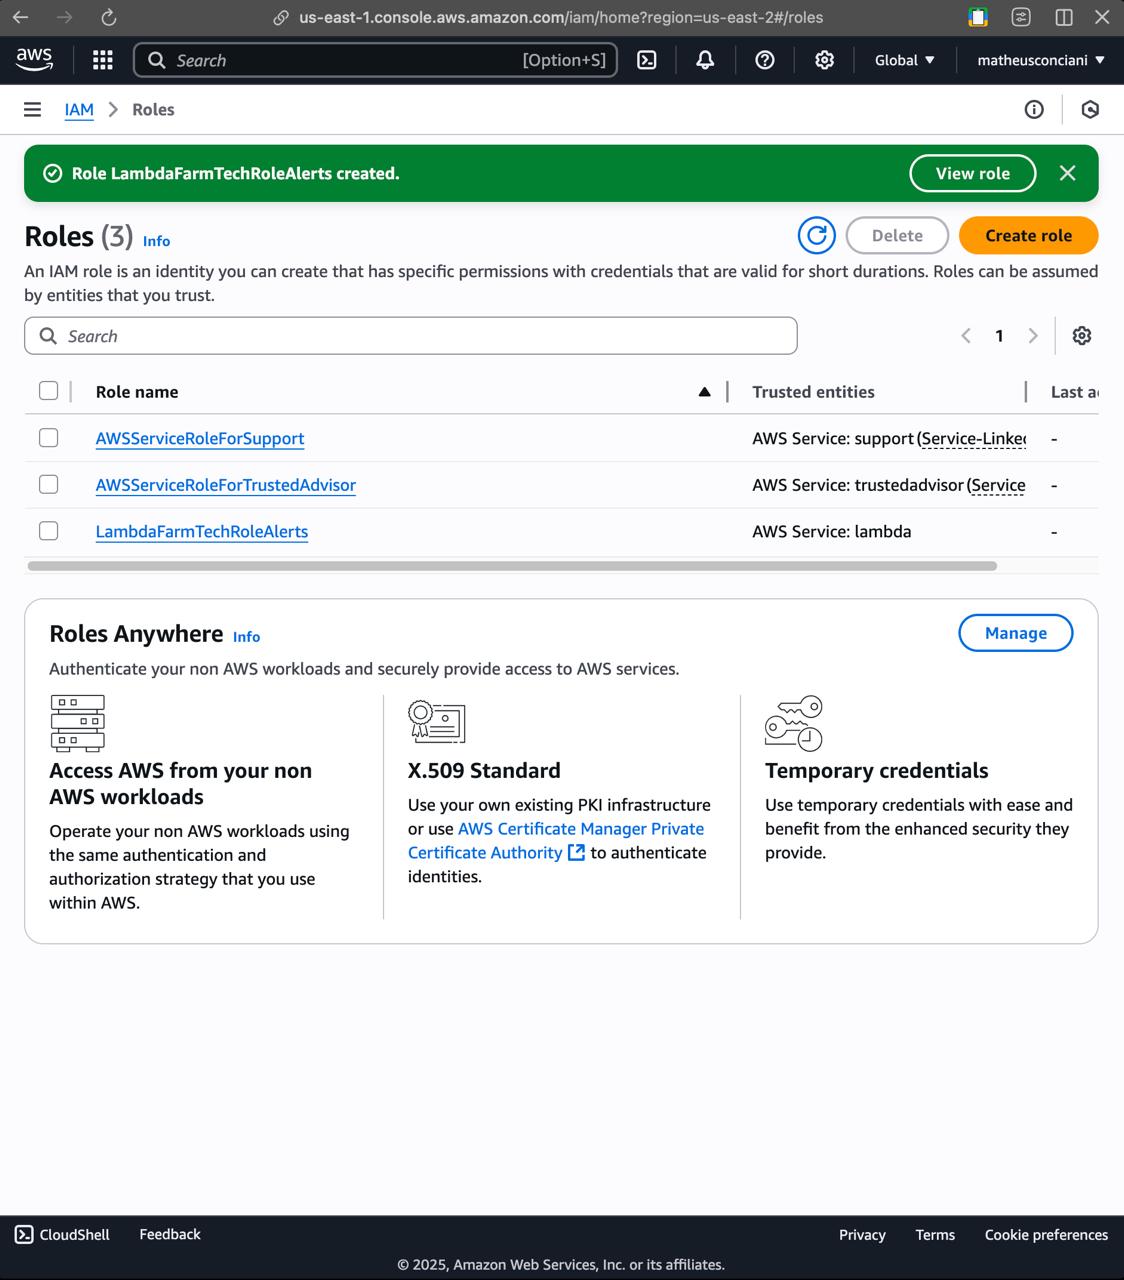 us-east-1.console.aws.amazon.com/iam/home?region=us-east-2#/roles
aws
Search [Option+S]
Global ▼
matheusconciani ▼
IAM > Roles
Role LambdaFarmTechRoleAlerts created.
View role
Roles (3) Info
Delete
Create role
An IAM role is an identity you can create that has specific permissions with credentials that are valid for short durations. Roles can be assumed
by entities that you trust.
Search
1
Role name ▲ | Trusted entities | Last a
AWSServiceRoleForSupport AWS Service: support (Service-Linked -
AWSServiceRoleForTrustedAdvisor AWS Service: trustedadvisor (Service -
LambdaFarmTechRoleAlerts AWS Service: lambda -
Roles Anywhere Info
Manage
Authenticate your non AWS workloads and securely provide access to AWS services.
Access AWS from your non
AWS workloads
Operate your non AWS workloads using
the same authentication and
authorization strategy that you use
within AWS.
X.509 Standard
Use your own existing PKI infrastructure
or use AWS Certificate Manager Private
Certificate Authority to authenticate
identities.
Temporary credentials
Use temporary credentials with ease and
benefit from the enhanced security they
provide.
CloudShell Feedback Privacy Terms Cookie preferences
© 2025, Amazon Web Services, Inc. or its affiliates.